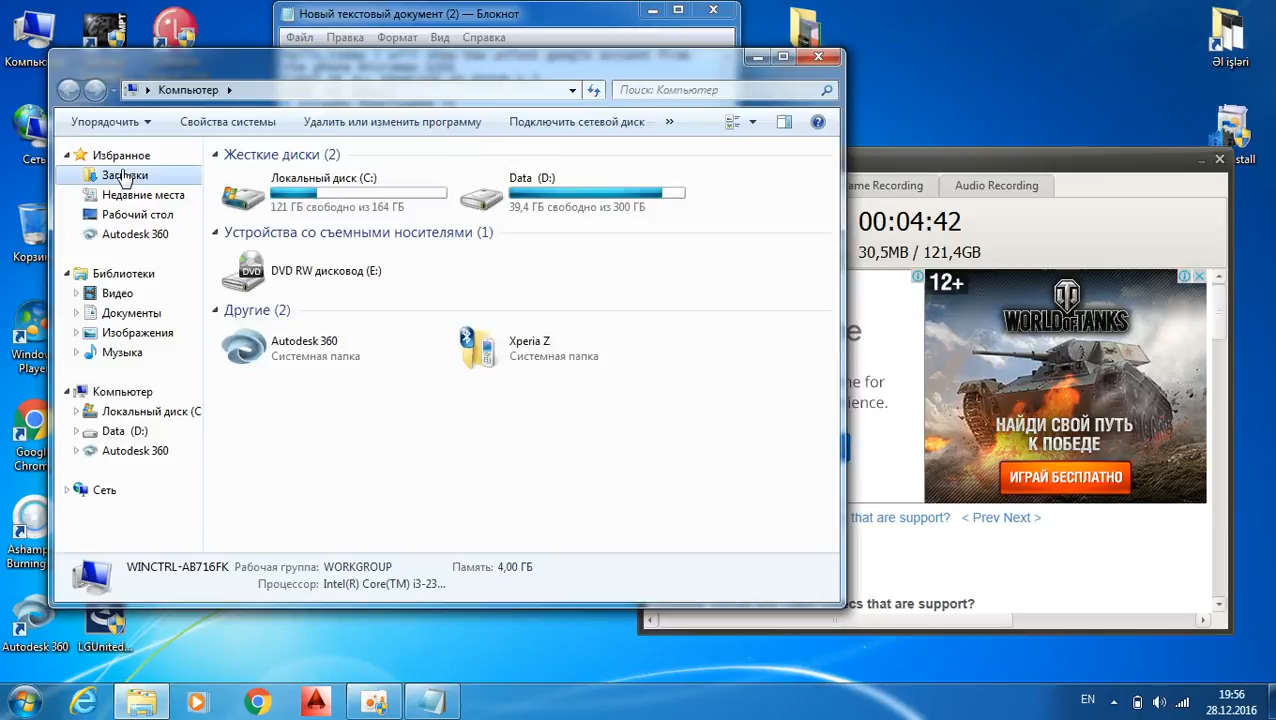 Новый текстовый документ (2) — Блокнот
Файл Правка Формат Вид Справка
Компьютер
Поиск: Компьютер
Упорядочить Свойства системы Удалить или изменить программу Подключить сетевой диск »
Избранное
Загрузки
Недавние места
Рабочий стол
Autodesk 360
Библиотеки
Видео
Документы
Изображения
Музыка
Компьютер
Локальный диск (C
Data (D:)
Autodesk 360
Сеть
Жесткие диски (2)
Локальный диск (C:)
121 ГБ свободно из 164 ГБ
Data (D:)
39,4 ГБ свободно из 300 ГБ
Устройства со съемными носителями (1)
DVD RW дисковод (E:)
Другие (2)
Autodesk 360
Системная папка
Xperia Z
Системная папка
WINCTRL-AB716FK Рабочая группа: WORKGROUP Память: 4,00 ГБ
Процессор: Intel(R) Core(TM) i3-23...
Audio Recording
Recording
00:04:42
30,5MB / 121,4GB
12+
WORLD OF TANKS
НАЙДИ СВОЙ ПУТЬ
К ПОБЕДЕ
ИГРАЙ БЕСПЛАТНО
e for
ience.
that are support? < Prev Next >
cs that are support?
Əl işləri
stall
Сеть
Windows
Player
Google
Chrom
Ashamp
Burning
Autodesk 360
LGUnited...
MPT
DVD
EN
19:56
28.12.2016